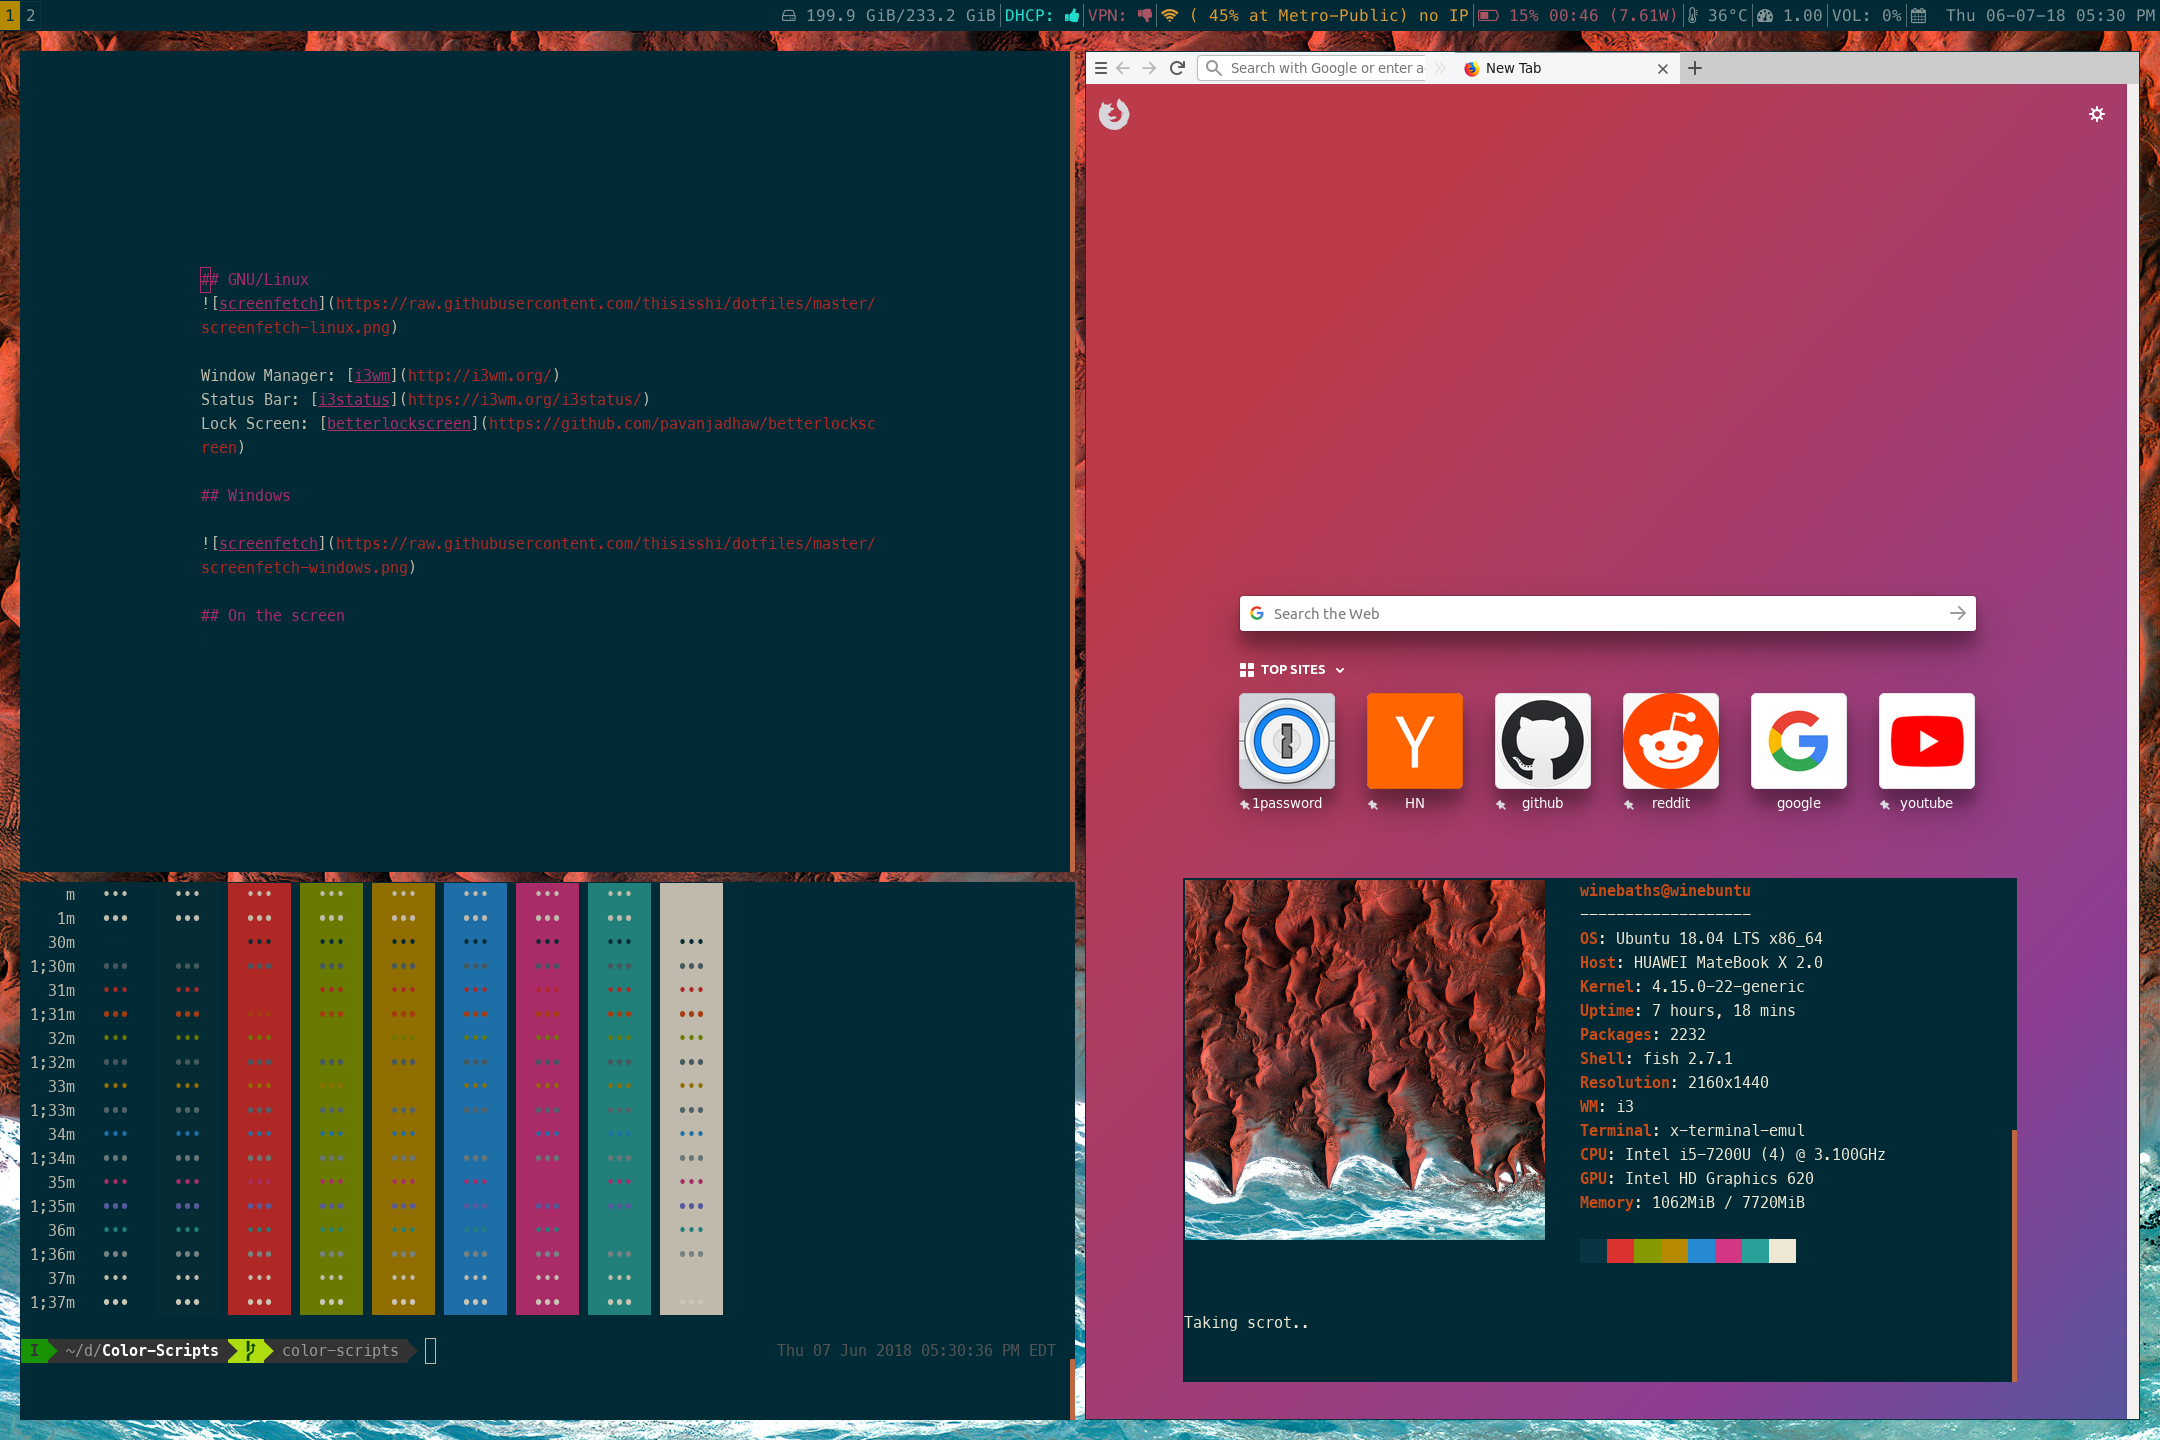 1 2 199.9 GiB/233.2 GiB DHCP: VPN: ( 45% at Metro-Public) no IP 15% 00:46 (7.61W) 36°C 1.00 VOL: 0% Thu 06-07-18 05:30 PM
## GNU/Linux
![screenfetch](https://raw.githubusercontent.com/thisisshi/dotfiles/master/
screenfetch-linux.png)
Window Manager: [i3wm](http://i3wm.org/)
Status Bar: [i3status](https://i3wm.org/i3status/)
Lock Screen: [betterlockscreen](https://github.com/pavanjadhaw/betterlocksc
reen)
## Windows
![screenfetch](https://raw.githubusercontent.com/thisisshi/dotfiles/master/
screenfetch-windows.png)
## On the screen
m ••• ••• ••• ••• ••• ••• ••• •••
1m ••• ••• ••• ••• ••• ••• ••• •••
30m ••• ••• ••• ••• ••• ••• •••
1;30m ••• ••• ••• ••• ••• ••• ••• ••• •••
31m ••• ••• ••• ••• ••• ••• ••• •••
1;31m ••• ••• ••• ••• ••• ••• ••• ••• •••
32m ••• ••• ••• ••• ••• ••• ••• •••
1;32m ••• ••• ••• ••• ••• ••• ••• ••• •••
33m ••• ••• ••• ••• ••• ••• ••• •••
1;33m ••• ••• ••• ••• ••• ••• ••• ••• •••
34m ••• ••• ••• ••• ••• ••• ••• •••
1;34m ••• ••• ••• ••• ••• ••• ••• ••• •••
35m ••• ••• ••• ••• ••• ••• ••• •••
1;35m ••• ••• ••• ••• ••• ••• ••• ••• •••
36m ••• ••• ••• ••• ••• ••• ••• •••
1;36m ••• ••• ••• ••• ••• ••• ••• ••• •••
37m ••• ••• ••• ••• ••• ••• ••• •••
1;37m ••• ••• ••• ••• ••• ••• ••• ••• •••
I ~/d/Color-Scripts color-scripts Thu 07 Jun 2018 05:30:36 PM EDT
Search with Google or enter a New Tab
Search the Web
TOP SITES
1password HN github reddit google youtube
winebaths@winebuntu
-------------------
OS: Ubuntu 18.04 LTS x86_64
Host: HUAWEI MateBook X 2.0
Kernel: 4.15.0-22-generic
Uptime: 7 hours, 18 mins
Packages: 2232
Shell: fish 2.7.1
Resolution: 2160x1440
WM: i3
Terminal: x-terminal-emul
CPU: Intel i5-7200U (4) @ 3.100GHz
GPU: Intel HD Graphics 620
Memory: 1062MiB / 7720MiB
Taking scrot..